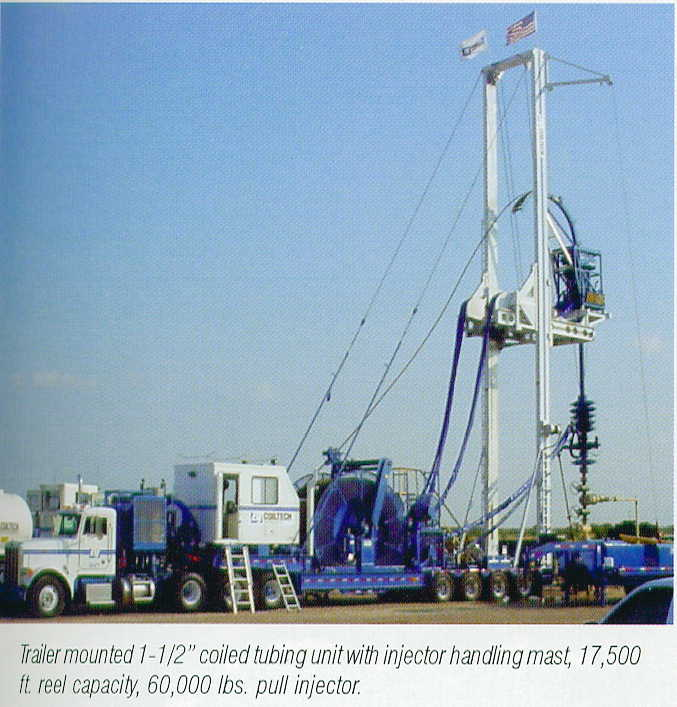 COILTECH
COILTECH
Trailer mounted 1-1/2” coiled tubing unit with injector handling mast, 17,500
ft. reel capacity, 60,000 lbs. pull injector.